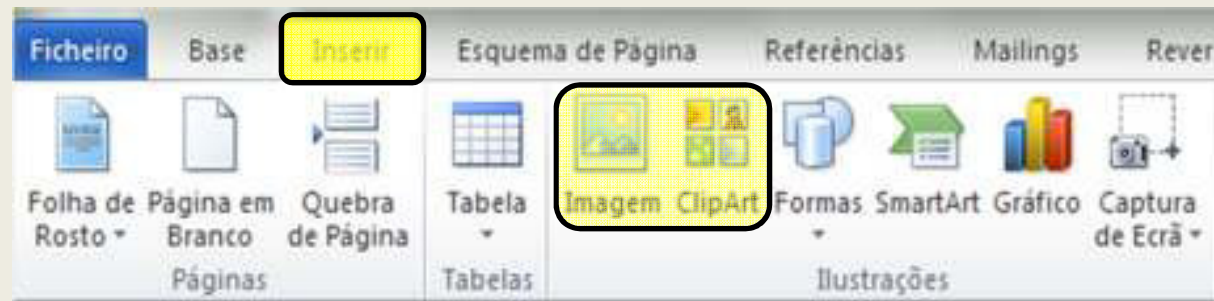 Ficheiro Base Inserir Esquema de Página Referências Mailings Rever
Folha de Página em Quebra Tabela Imagem ClipArt Formas SmartArt Gráfico Captura
Rosto Branco de Página de Ecrã
Páginas Tabelas Ilustrações